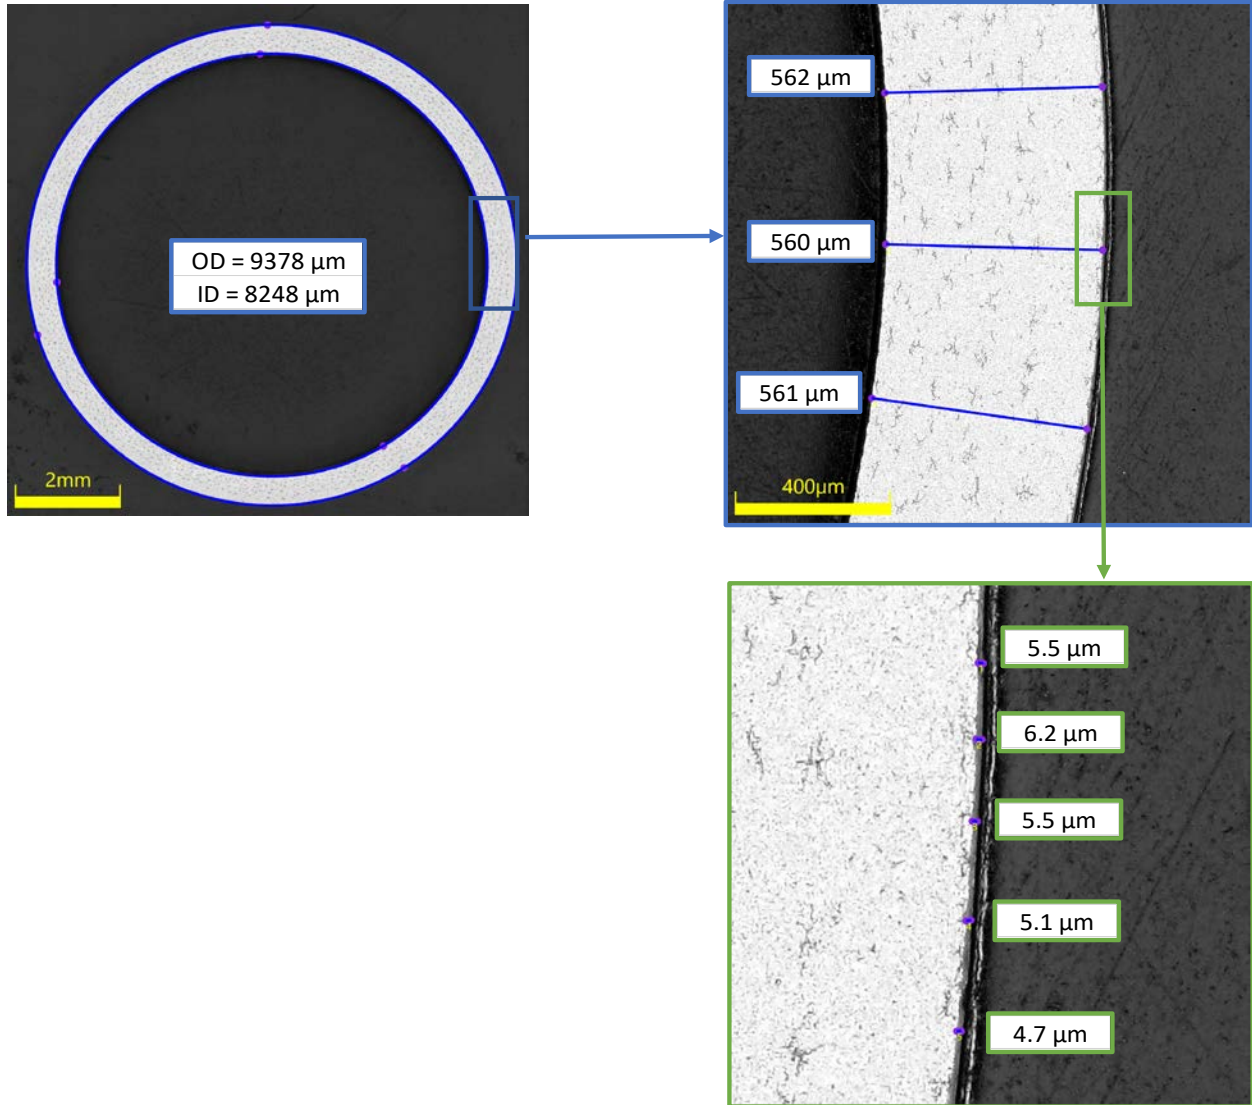 OD = 9378 µm
ID = 8248 µm
2mm
562 µm
560 µm
561 µm
400µm
5.5 µm
6.2 µm
5.5 µm
5.1 µm
4.7 µm